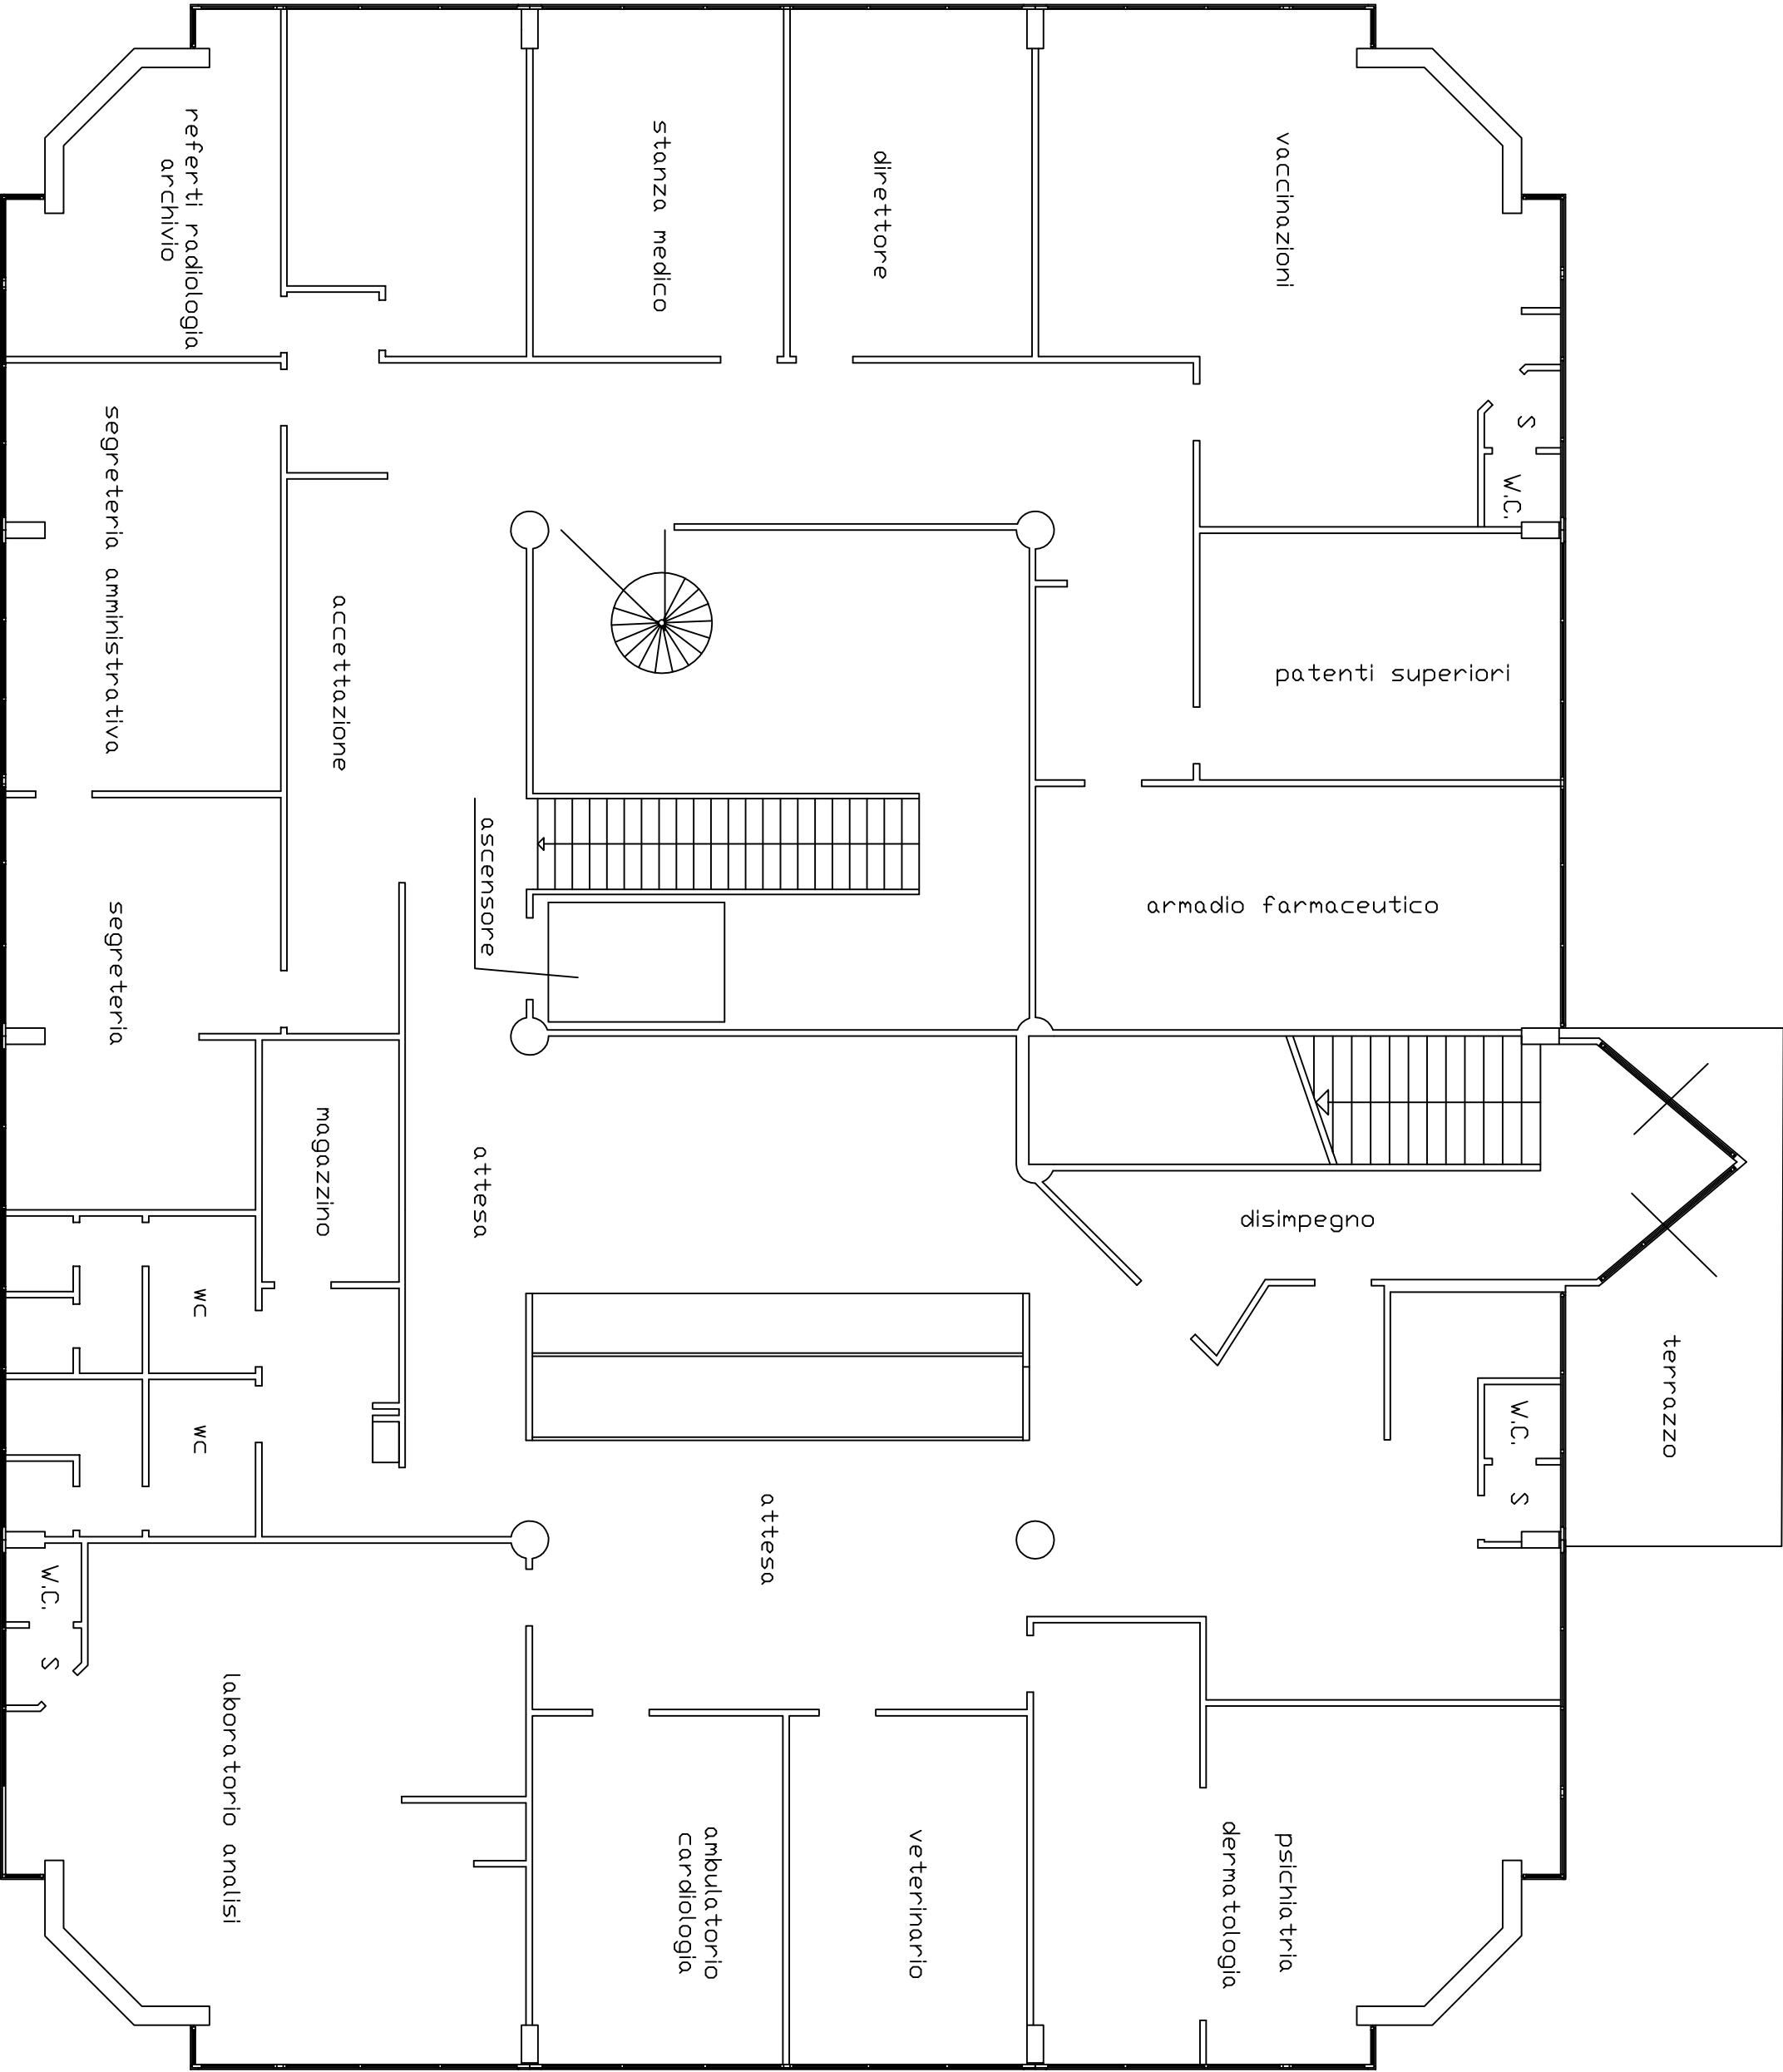 referti radiologia
archivio
stanza medico
direttore
vaccinazioni
S
W.C.
segreteria amministrativa
accettazione
patenti superiori
ascensore
armadio farmaceutico
segreteria
magazzino
attesa
disimpegno
wc
wc
terrazzo
W.C.
S
attesa
W.C.
S
laboratorio analisi
ambulatorio
cardiologia
veterinario
psichiatria
dermatologia